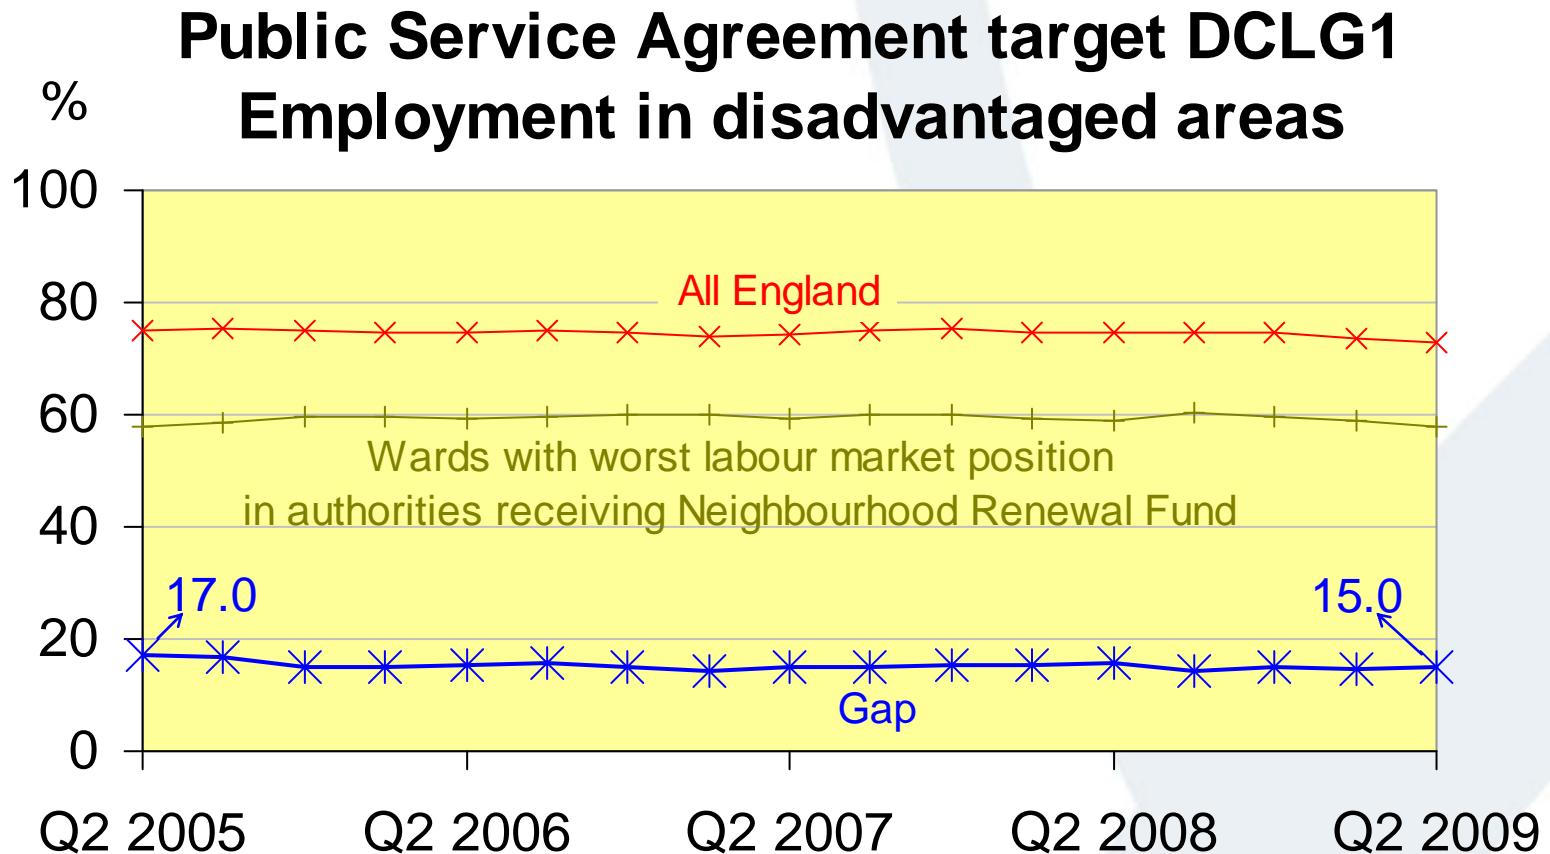 Public Service Agreement target DCLG1
Employment in disadvantaged areas
%
100
80
60
40
20
0
All England
Wards with worst labour market position
in authorities receiving Neighbourhood Renewal Fund
17.0
15.0
Gap
Q2 2005 Q2 2006 Q2 2007 Q2 2008 Q2 2009